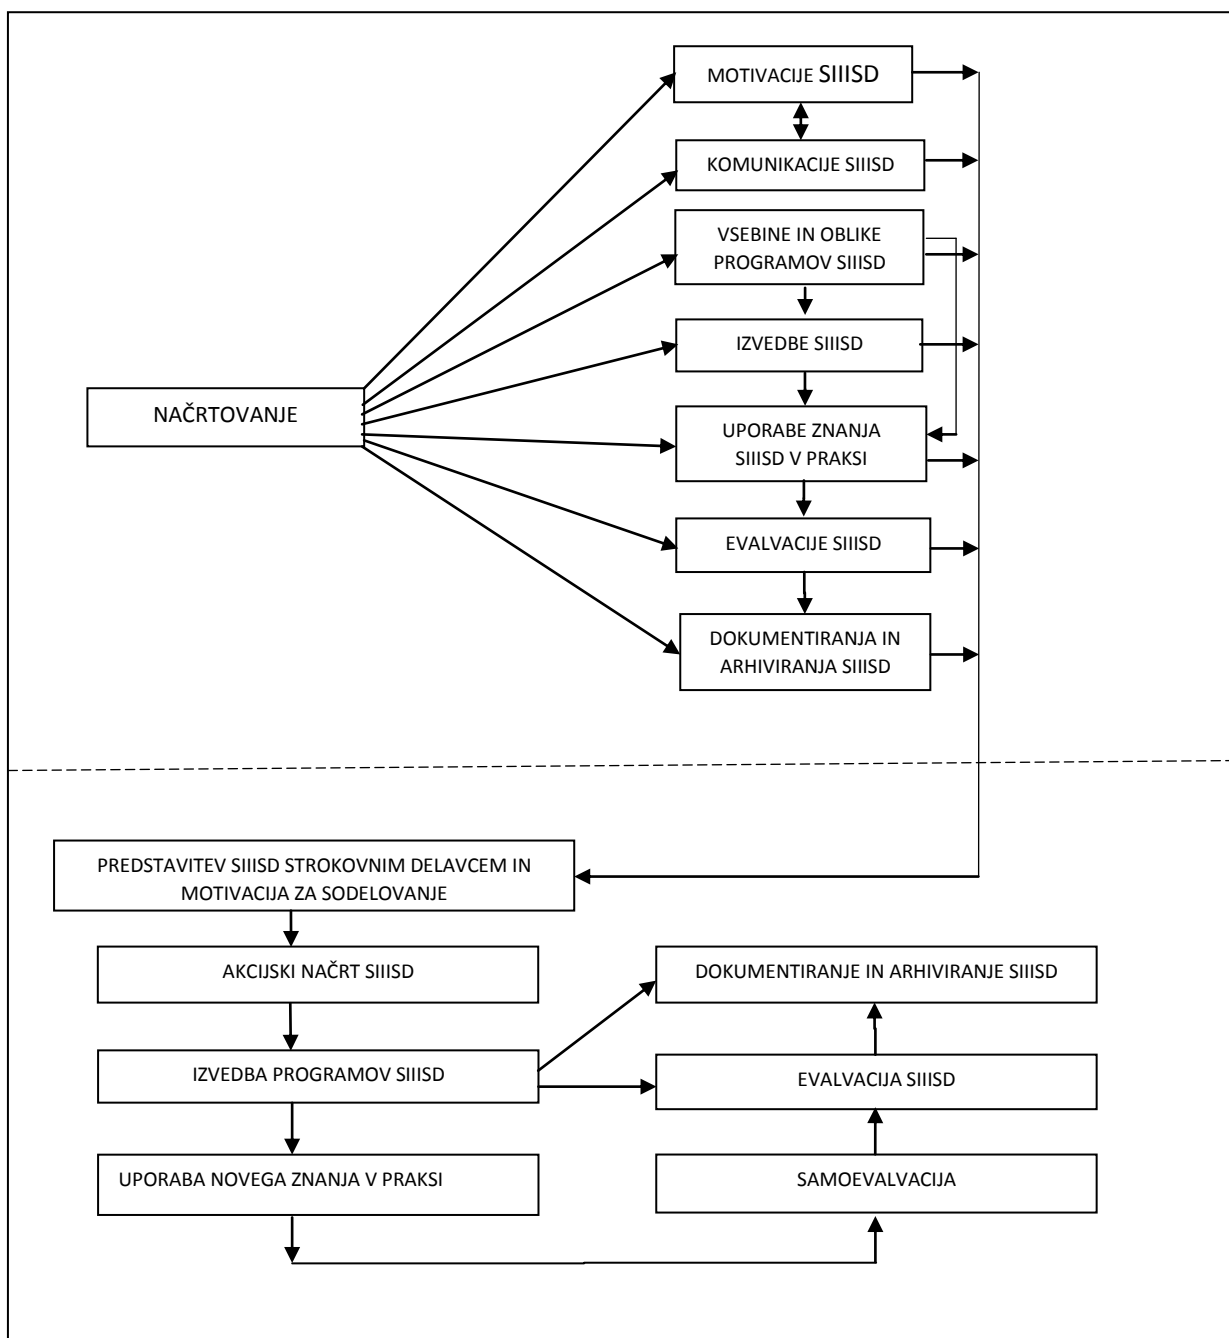 MOTIVACIJE SIIISD
KOMUNIKACIJE SIIISD
VSEBINE IN OBLIKE
PROGRAMOV SIIISD
IZVEDBE SIIISD
NAČRTOVANJE
UPORABE ZNANJA
SIIISD V PRAKSI
EVALVACIJE SIIISD
DOKUMENTIRANJA IN
ARHIVIRANJA SIIISD
PREDSTAVITEV SIIISD STROKOVNIM DELAVCEM IN
MOTIVACIJA ZA SODELOVANJE
AKCIJSKI NAČRT SIIISD
DOKUMENTIRANJE IN ARHIVIRANJE SIIISD
IZVEDBA PROGRAMOV SIIISD
EVALVACIJA SIIISD
UPORABA NOVEGA ZNANJA V PRAKSI
SAMOEVALVACIJA